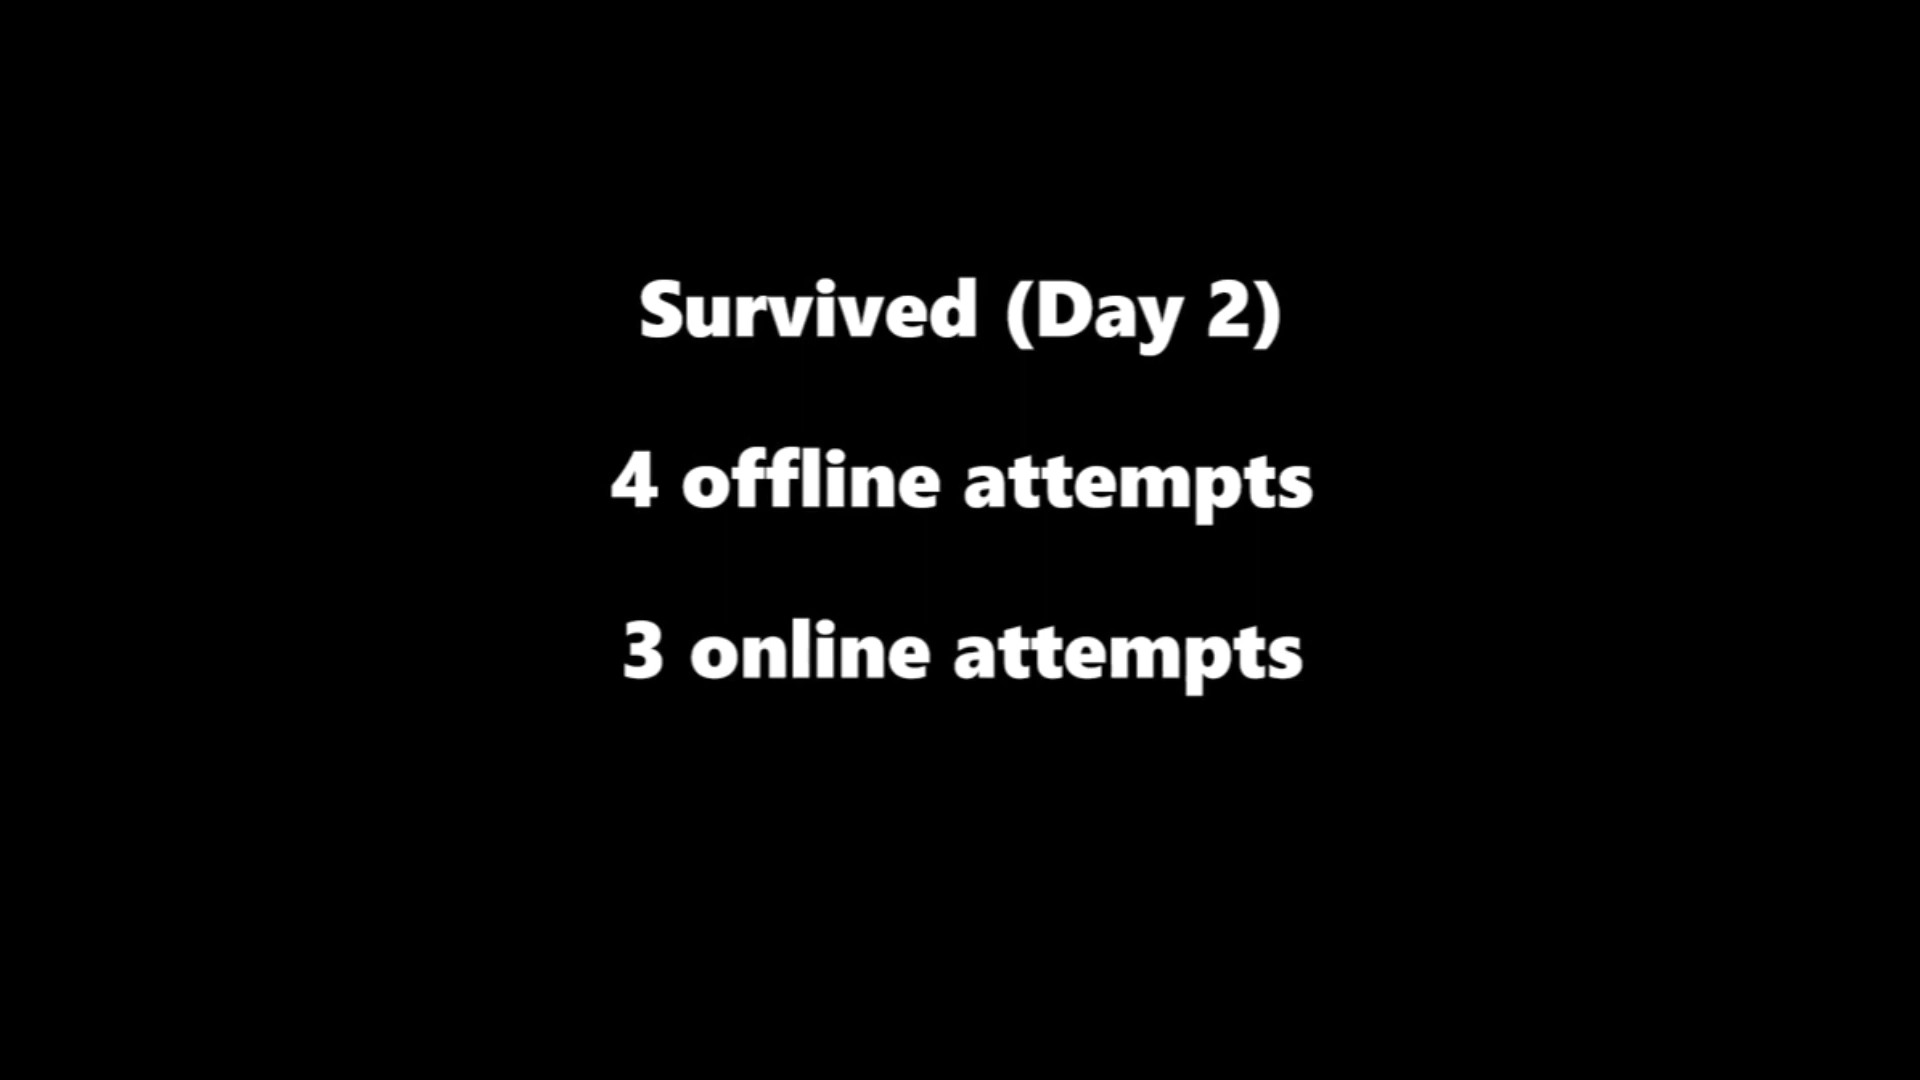 Survived (Day 2)
4 offline attempts
3 online attempts